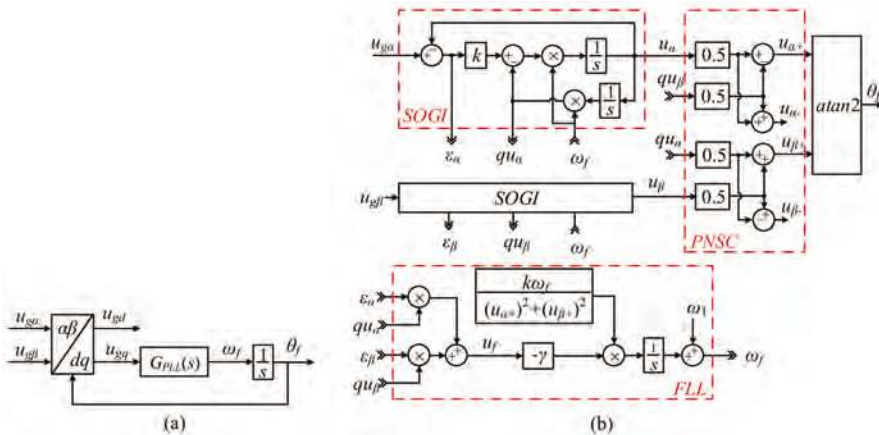 u_gα
k
1
s
1
s
SOGI
ε_α
qu_α
ω_f
u_α
0.5
u_α+
qu_β
0.5
u_α-
qu_α
0.5
u_β+
u_β
0.5
u_β-
PNSC
atan2
θ_f
u_gβ
SOGI
ε_β
qu_β
ω_f
u_gα
u_gβ
αβ
dq
u_gd
u_gq
G_PLL(s)
ω_f
1
s
θ_f
(a)
ε_α
qu_α
ε_β
qu_β
u_f
kω_f
(u_α+)²+(u_β+)²
-γ
1
s
ω_1
ω_f
FLL
(b)